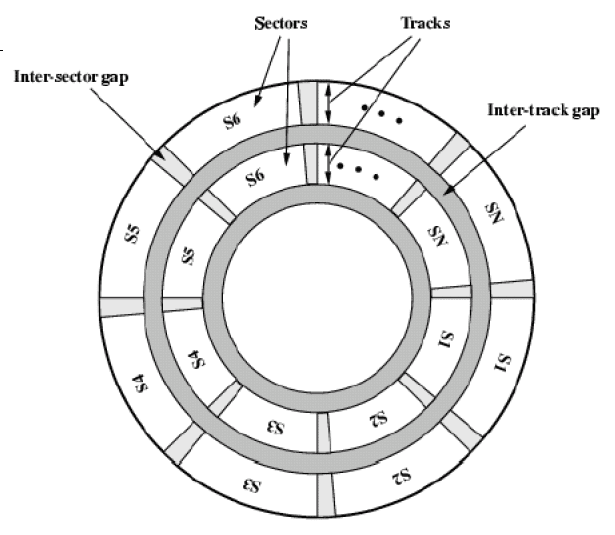 Sectors
Tracks
Inter-sector gap
Inter-track gap
S6
• • •
S6
• • •
SN
SN
S5
S5
S1
S1
S4
S4
S3
S2
S3
S2